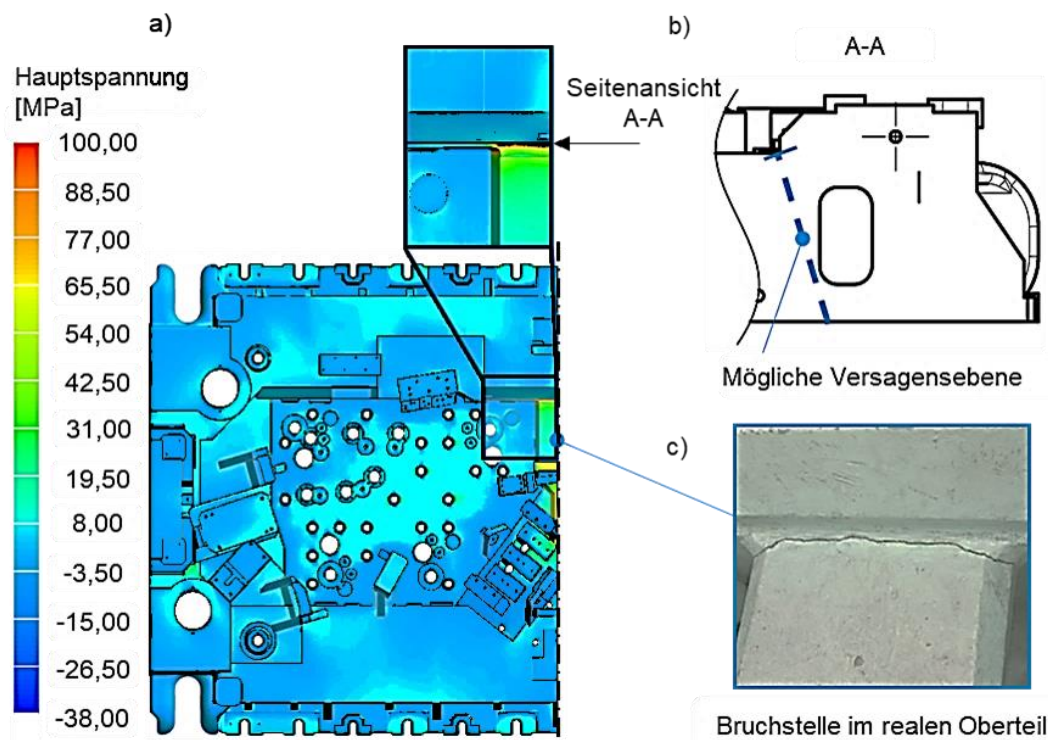 a)
Hauptspannung
[MPa]
100,00
88,50
77,00
65,50
54,00
42,50
31,00
19,50
8,00
-3,50
-15,00
-26,50
-38,00
Seitenansicht
A-A
b)
A-A
Mögliche Versagensebene
c)
Bruchstelle im realen Oberteil